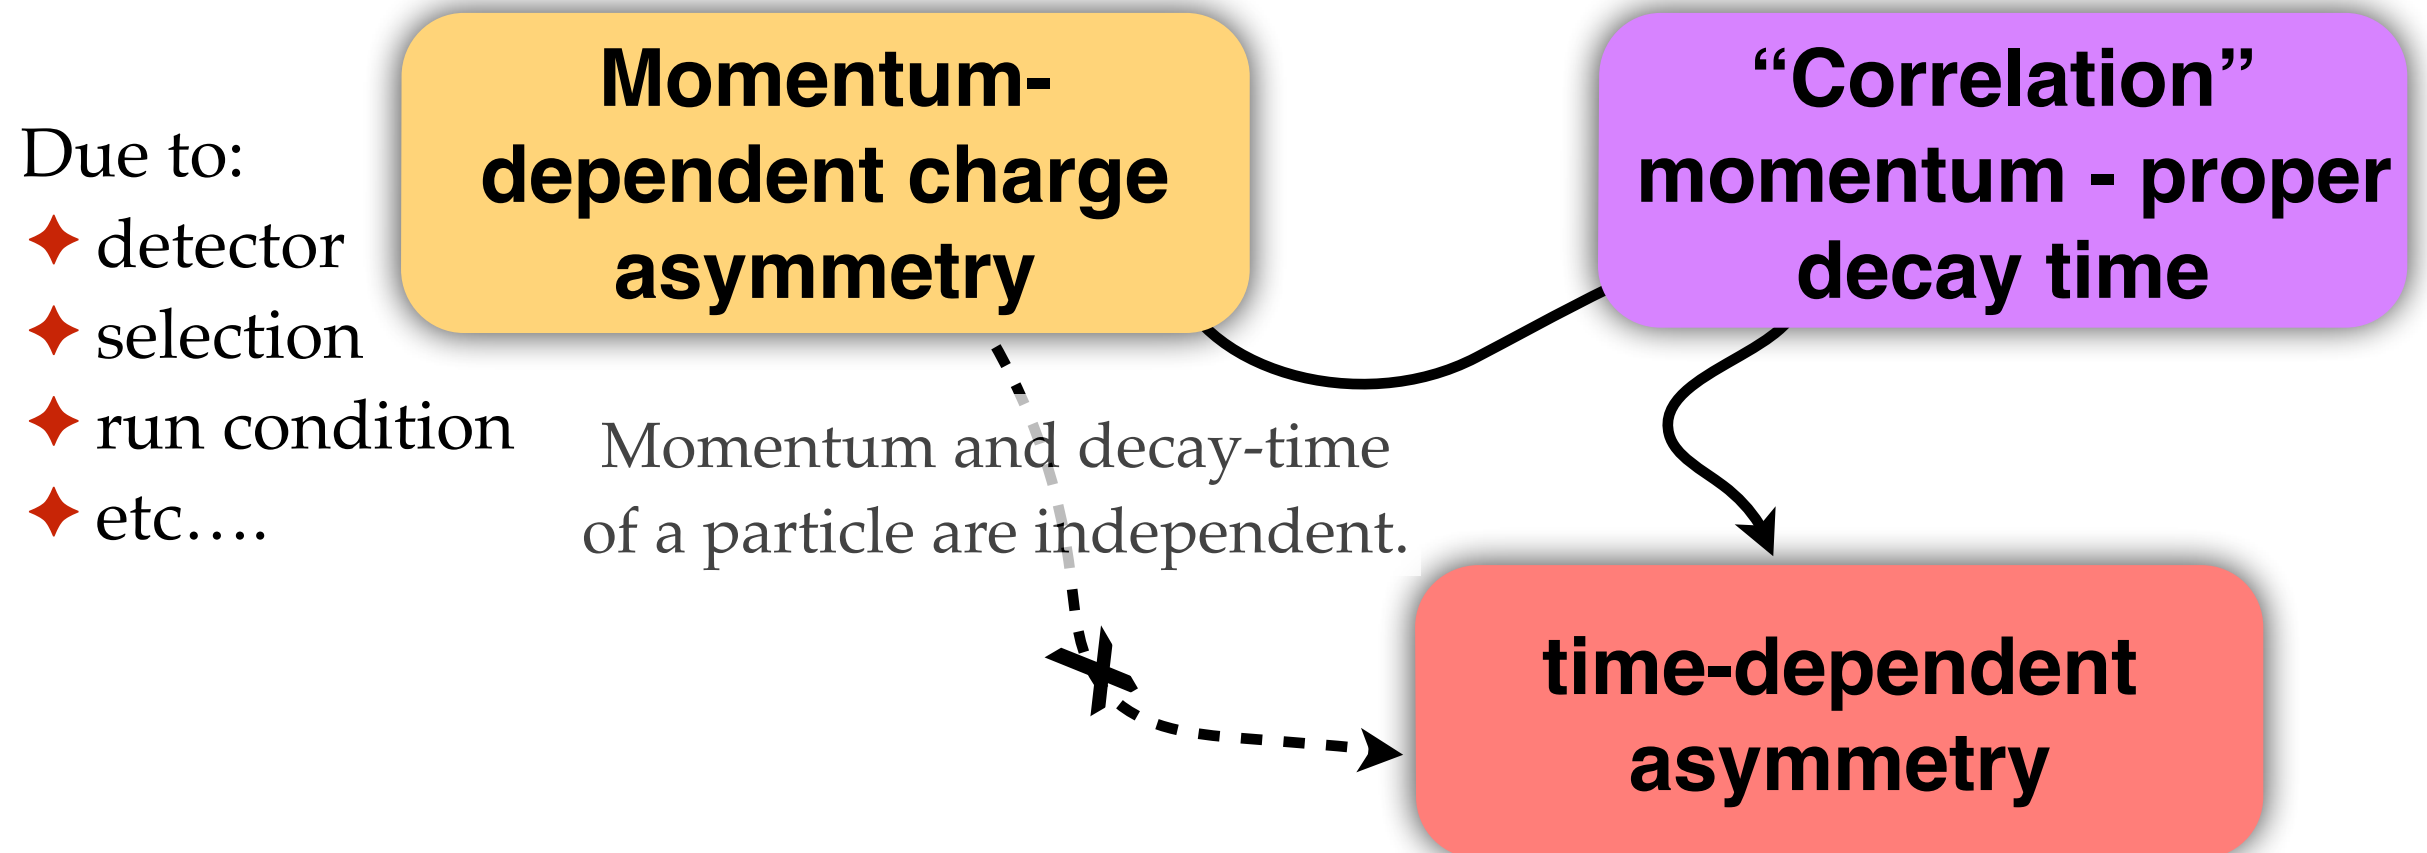 Due to:
detector
selection
run condition
etc....
Momentum-
dependent charge
asymmetry
“Correlation”
momentum - proper
decay time
Momentum and decay-time
of a particle are independent.
time-dependent
asymmetry